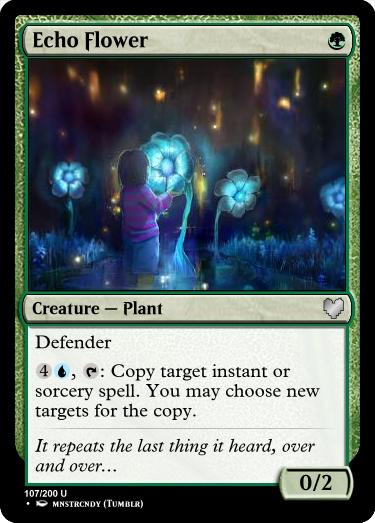 Echo Flower
Creature — Plant
Defender
4, : Copy target instant or
sorcery spell. You may choose new
targets for the copy.
It repeats the last thing it heard, over
and over…
0/2
107/200 U
• MNSTRCNDY (TUMBLR)